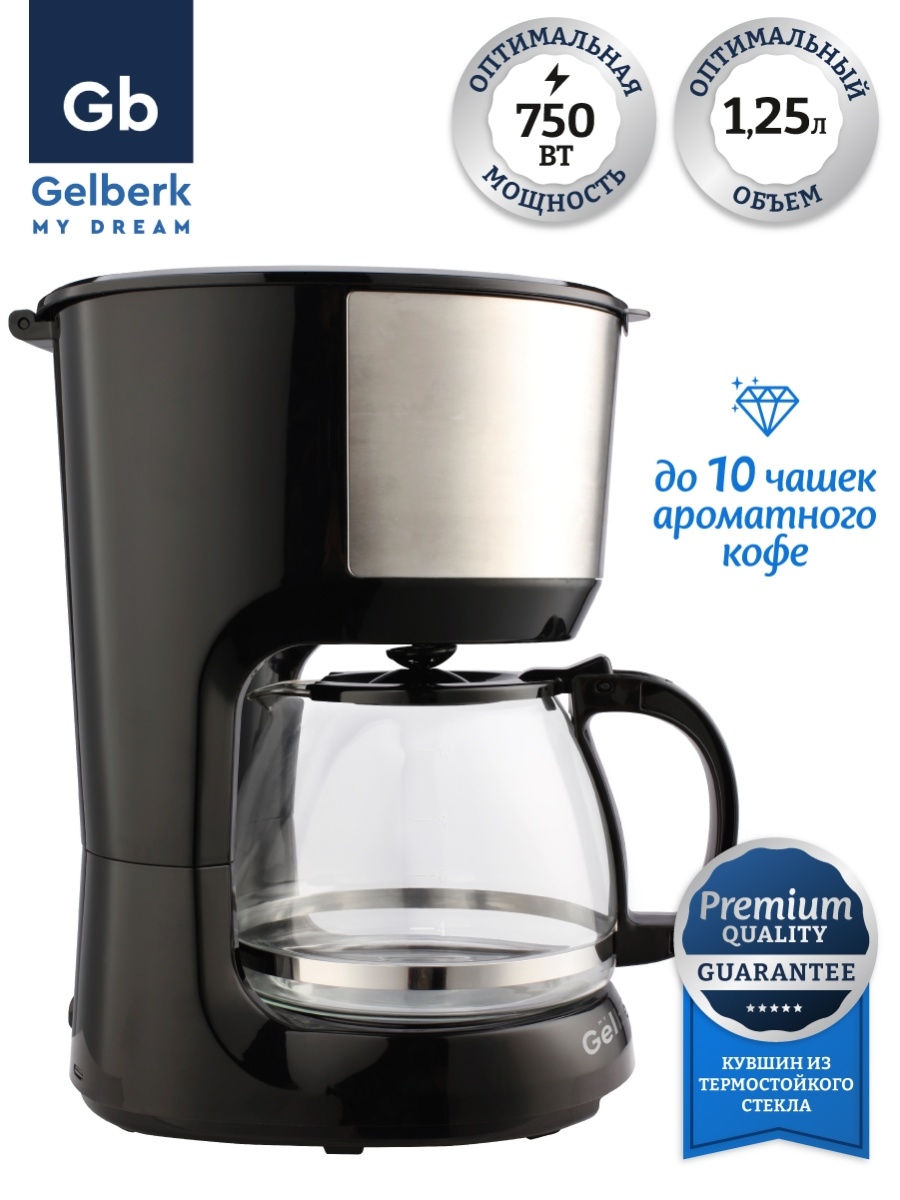 Gb
Gelberk
MY DREAM
ОПТИМАЛЬНАЯ
750
ВТ
МОЩНОСТЬ
ОПТИМАЛЬНЫЙ
1,25л
ОБЪЕМ
до 10 чашек
ароматного
кофе
Gël
Premium
QUALITY
GUARANTEE
КУВШИН ИЗ
ТЕРМОСТОЙКОГО
СТЕКЛА